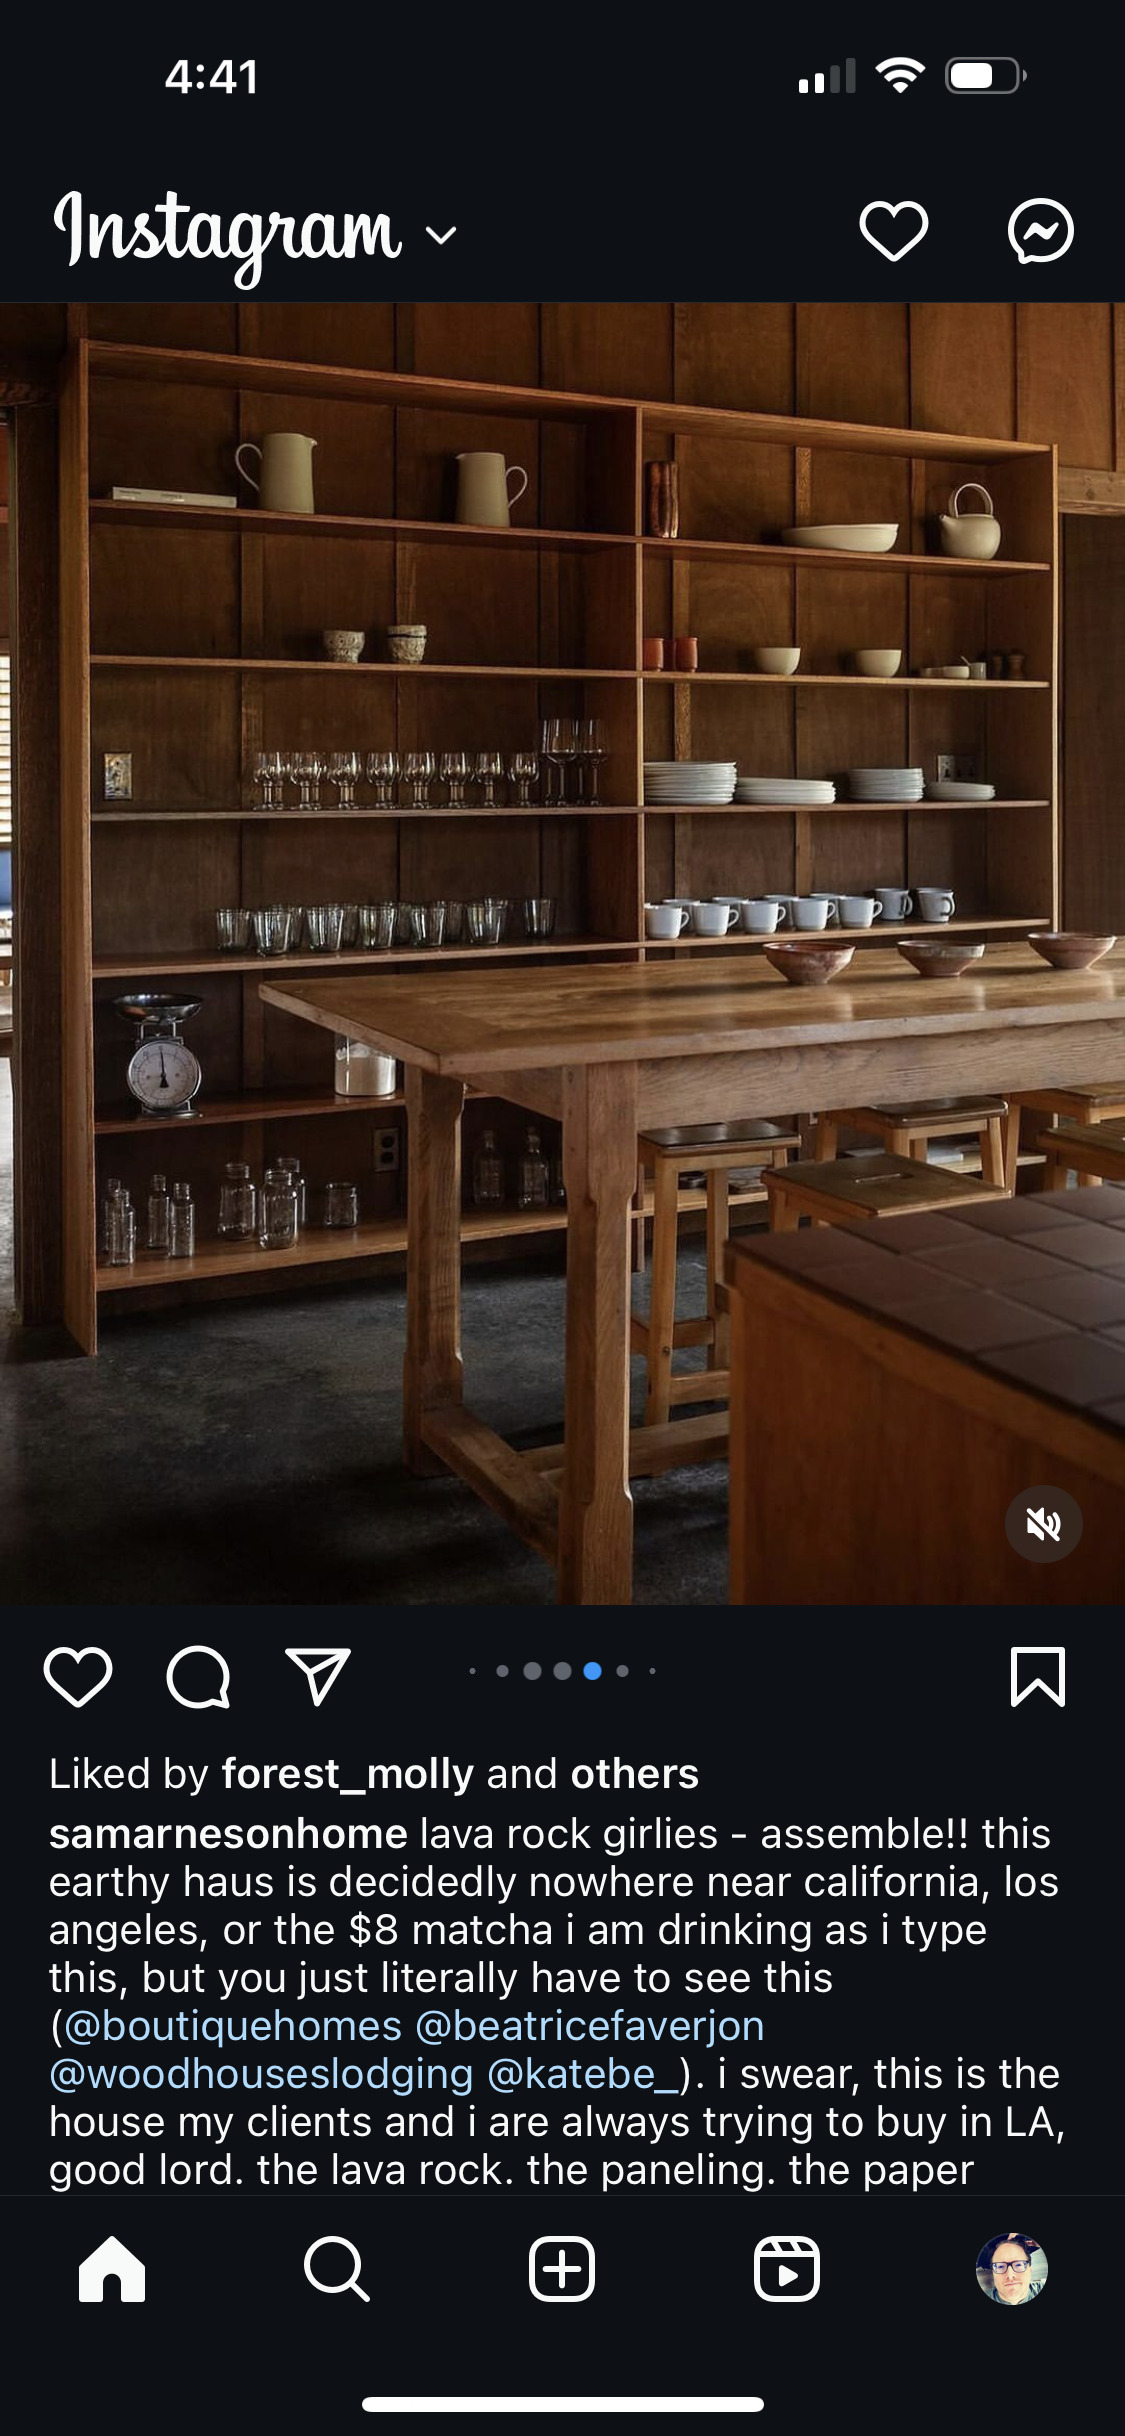 4:41
Instagram
Liked by forest_molly and others
samarnesonhome lava rock girlies - assemble!! this
earthy haus is decidedly nowhere near california, los
angeles, or the $8 matcha i am drinking as i type
this, but you just literally have to see this
(@boutiquehomes @beatricefaverjon
@woodhouseslodging @katebe_). i swear, this is the
house my clients and i are always trying to buy in LA,
good lord. the lava rock. the paneling. the paper